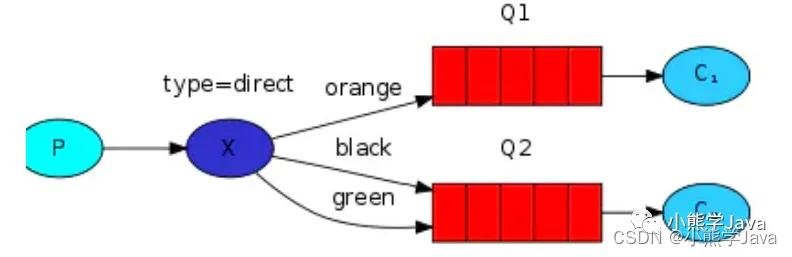 Q1
type=direct
orange
C₁
P
X
black
Q2
green
小熊学Java
CSDN @小熊学Java